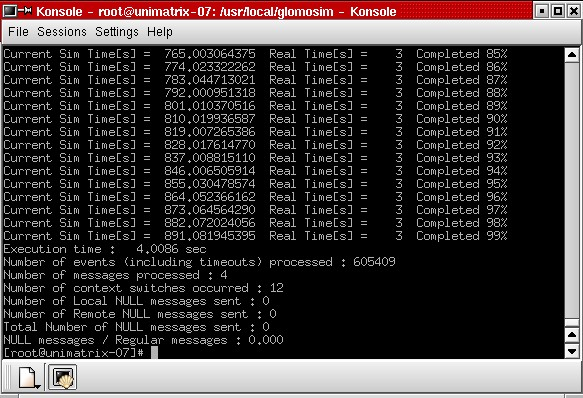 Konsole - root@unimatrix-07: /usr/local/glomosim - Konsole
File Sessions Settings Help
Current Sim Time[s] = 765.003064375 Real Time[s] = 3 Completed 85%
Current Sim Time[s] = 774.023322262 Real Time[s] = 3 Completed 86%
Current Sim Time[s] = 783.044713021 Real Time[s] = 3 Completed 87%
Current Sim Time[s] = 792.000951318 Real Time[s] = 3 Completed 88%
Current Sim Time[s] = 801.010370516 Real Time[s] = 3 Completed 89%
Current Sim Time[s] = 810.019936587 Real Time[s] = 3 Completed 90%
Current Sim Time[s] = 819.007265386 Real Time[s] = 3 Completed 91%
Current Sim Time[s] = 828.017614770 Real Time[s] = 3 Completed 92%
Current Sim Time[s] = 837.008815110 Real Time[s] = 3 Completed 93%
Current Sim Time[s] = 846.006505914 Real Time[s] = 3 Completed 94%
Current Sim Time[s] = 855.030478574 Real Time[s] = 3 Completed 95%
Current Sim Time[s] = 864.052366162 Real Time[s] = 3 Completed 96%
Current Sim Time[s] = 873.064564290 Real Time[s] = 3 Completed 97%
Current Sim Time[s] = 882.072024056 Real Time[s] = 3 Completed 98%
Current Sim Time[s] = 891.081945395 Real Time[s] = 3 Completed 99%
Execution time : 4.0086 sec
Number of events (including timeouts) processed : 605409
Number of messages processed : 4
Number of context switches occurred : 12
Number of Local NULL messages sent : 0
Number of Remote NULL messages sent : 0
Total Number of NULL messages sent : 0
NULL messages / Regular messages : 0.000
[root@unimatrix-07]#